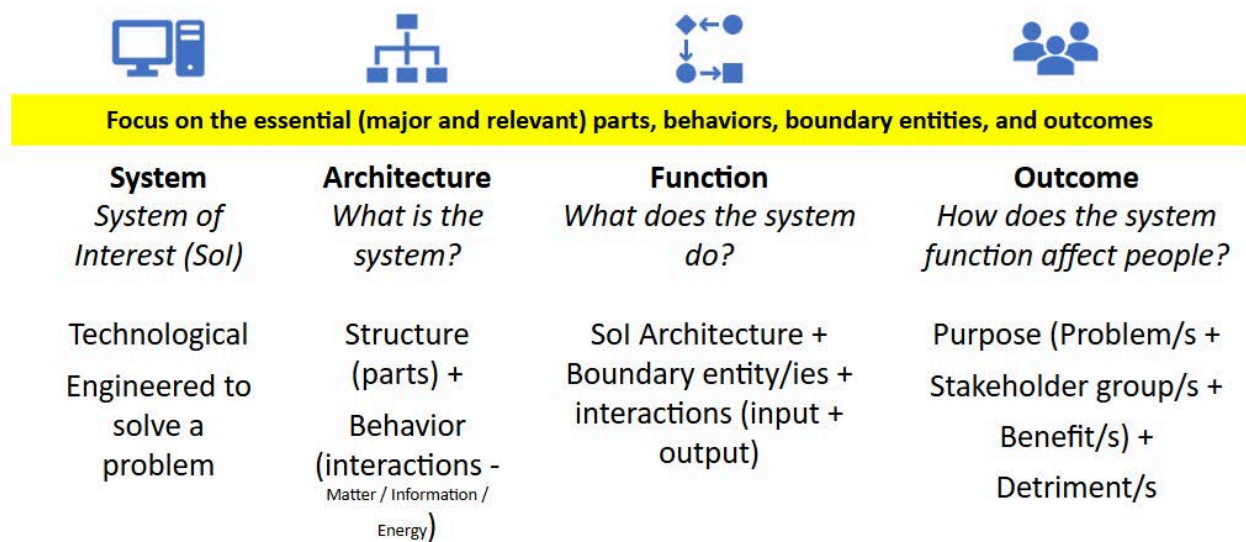 Focus on the essential (major and relevant) parts, behaviors, boundary entities, and outcomes
System
System of
Interest (SoI)
Technological
Engineered to
solve a
problem
Architecture
What is the
system?
Structure
(parts) +
Behavior
(interactions -
Matter / Information /
Energy)
Function
What does the system
do?
SoI Architecture +
Boundary entity/ies +
interactions (input +
output)
Outcome
How does the system
function affect people?
Purpose (Problem/s +
Stakeholder group/s +
Benefit/s) +
Detriment/s